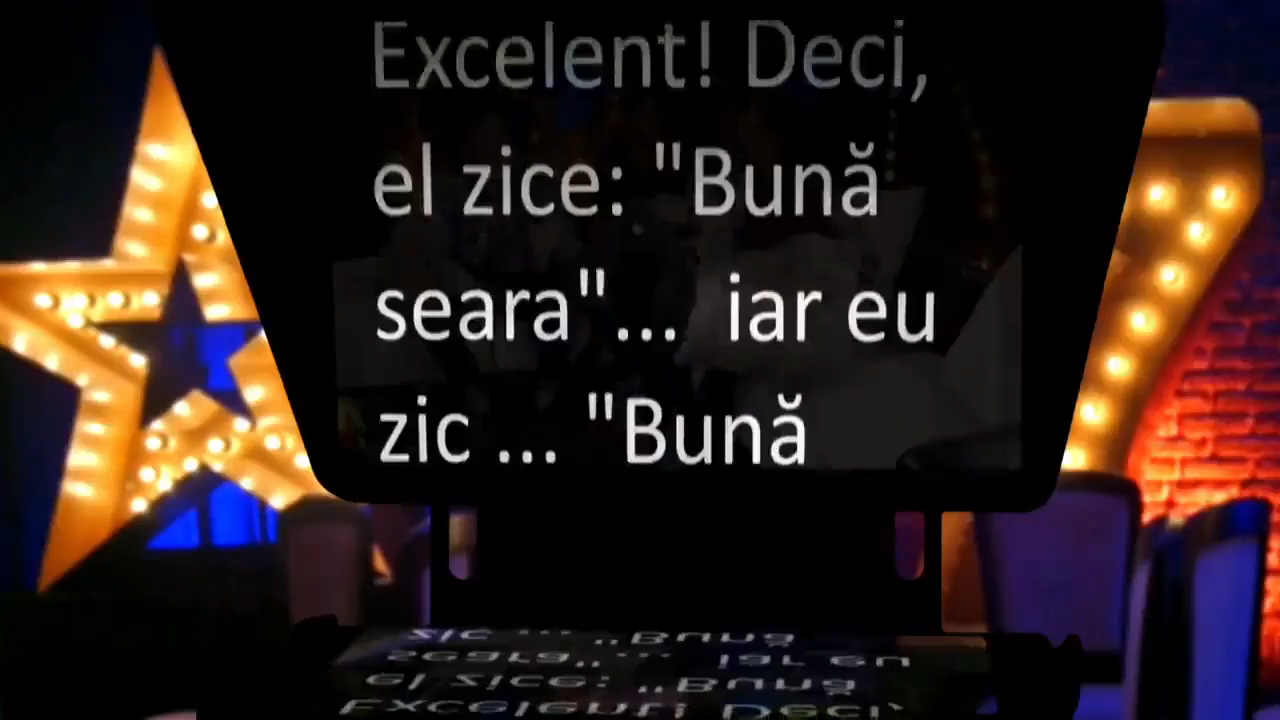 Excelent! Deci,
el zice: "Bună
seara"... iar eu
zic ... "Bună